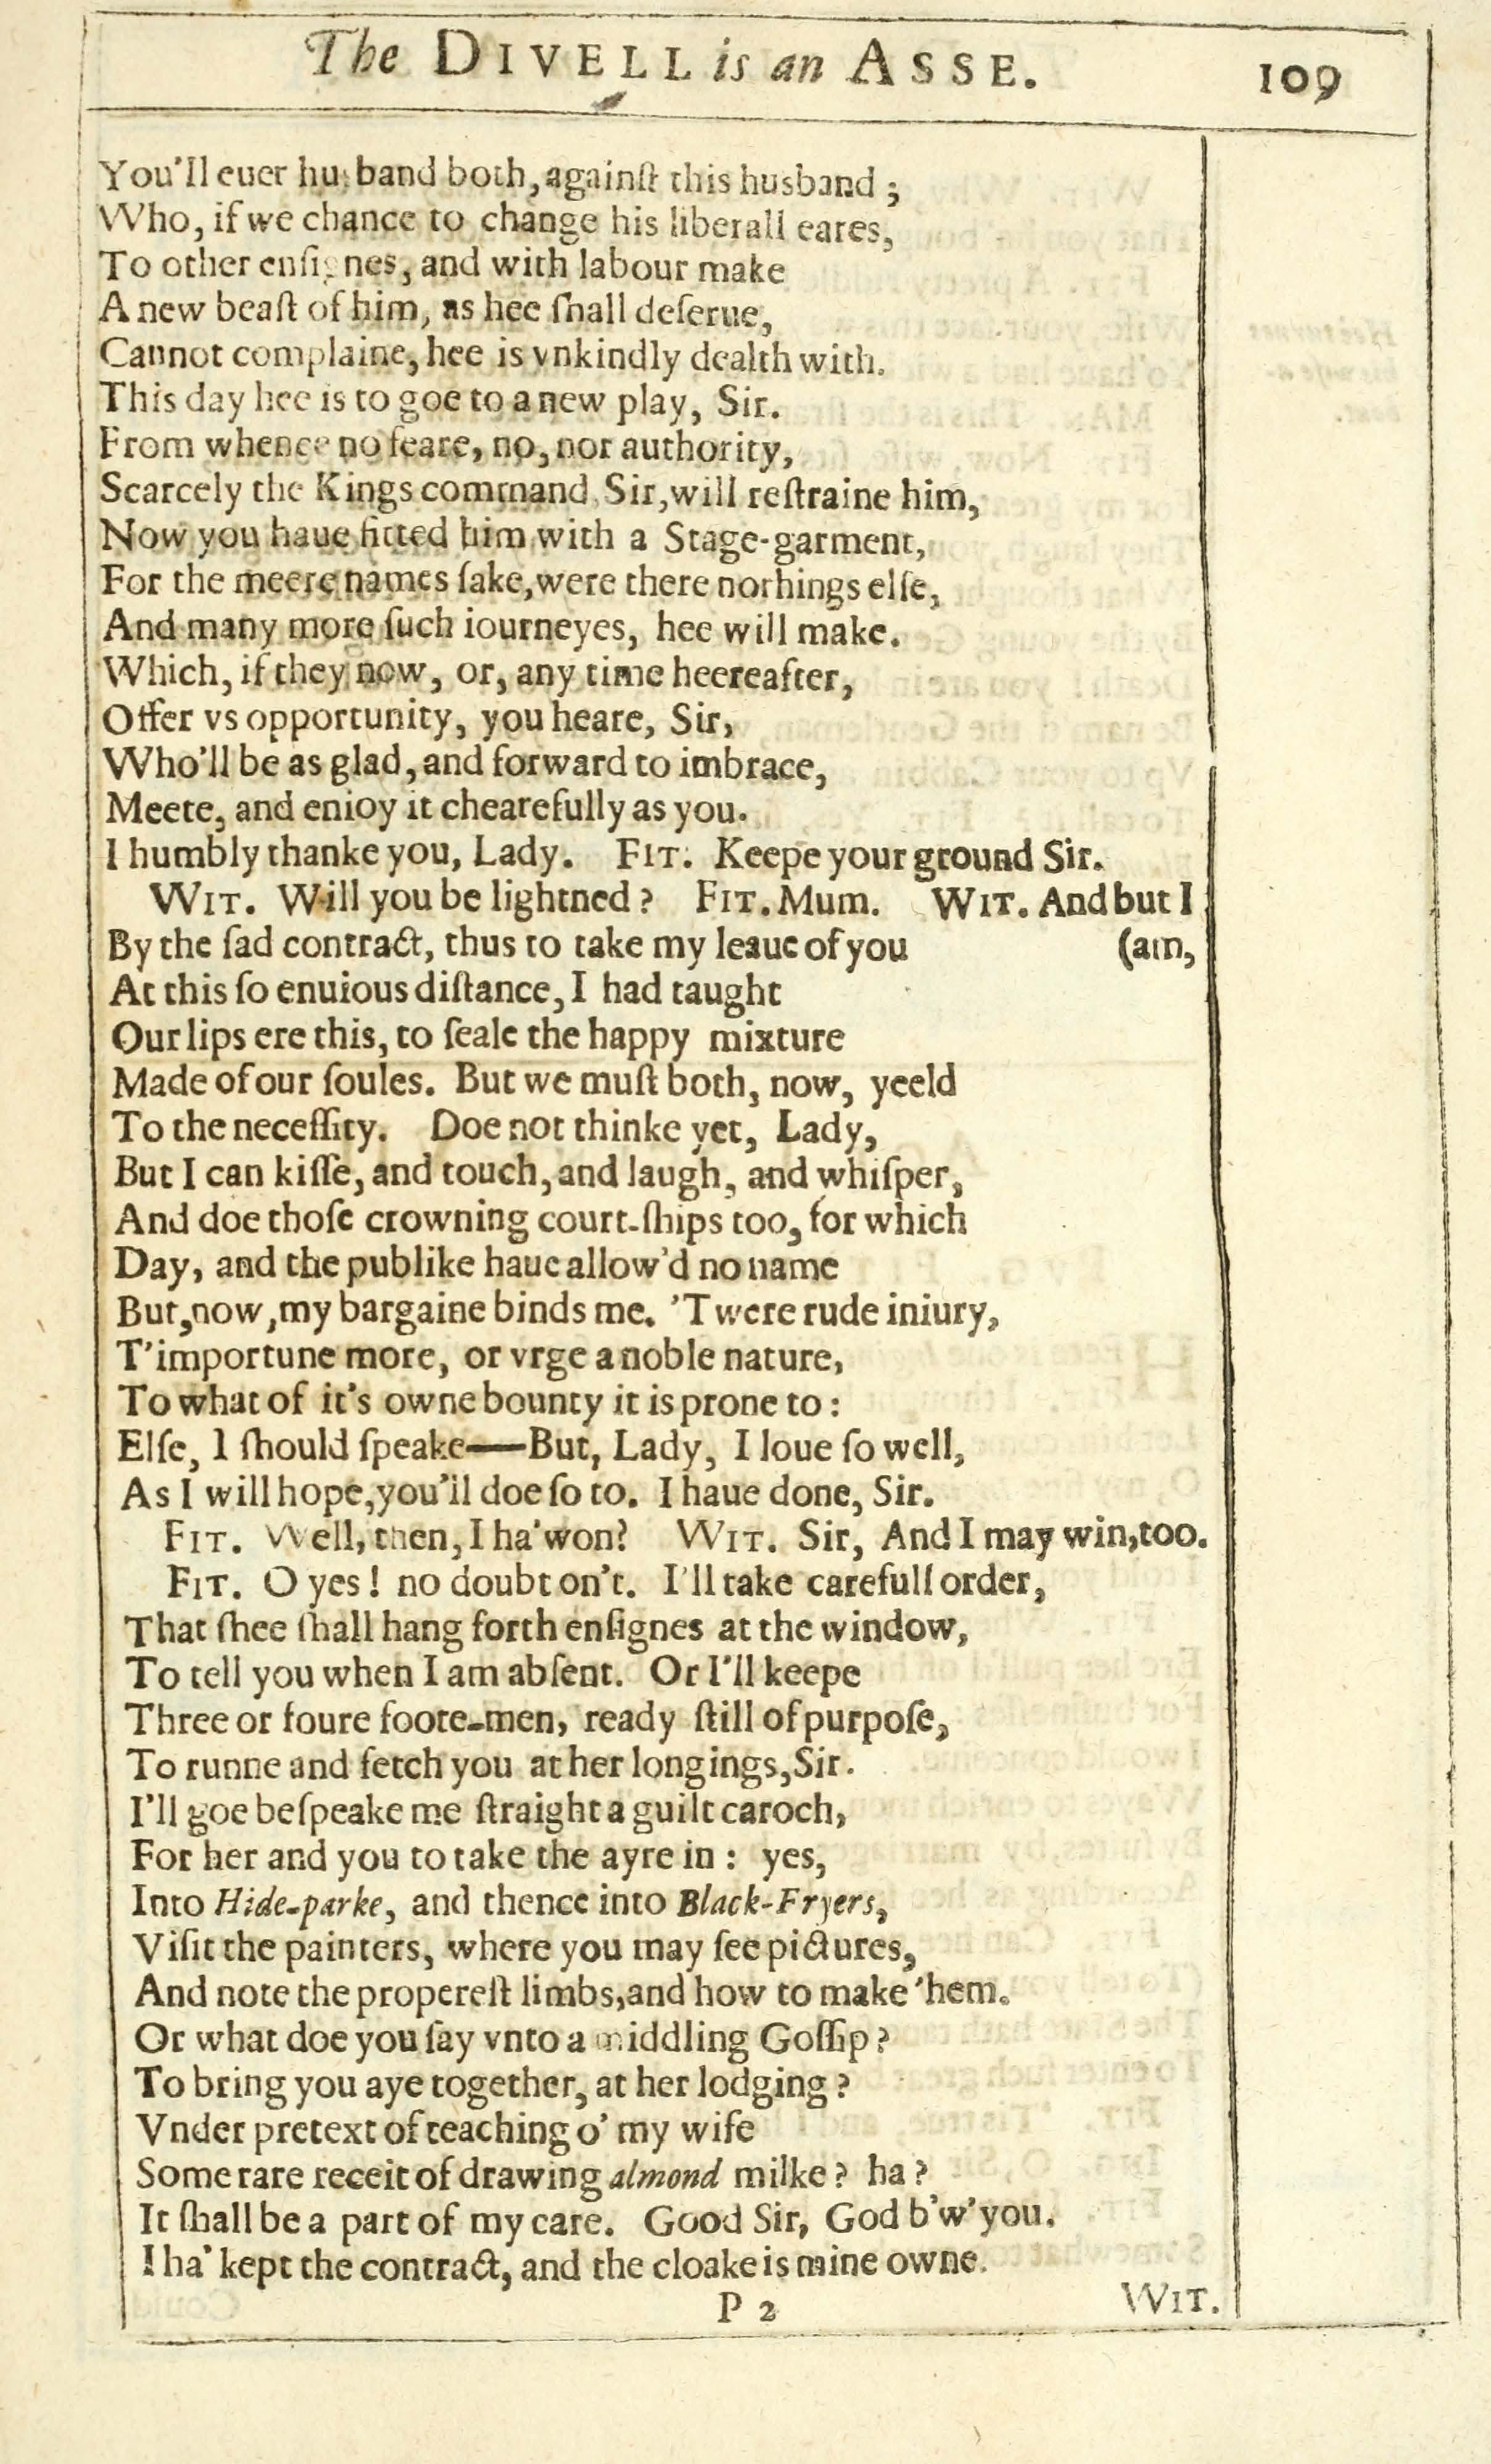 The DIVELL is an ASSE. 109
You'll euer husband both, againſt this husband;
Who, if we chance to change his liberall eares,
To other enſignes, and with labour make
A new beaſt of him, as hee ſhall deſerue,
Cannot complaine, hee is vnkindly dealth with.
This day hee is to goe to a new play, Sir.
From whence no feare, no, nor authority,
Scarcely the Kings command, Sir, will reſtraine him,
Now you haue fitted him with a Stage-garment,
For the meere names ſake, were there nothings elſe,
And many more ſuch iourneyes, hee will make.
Which, if they now, or, any time heereafter,
Offer vs opportunity, you heare, Sir,
Who'll be as glad, and forward to imbrace,
Meete, and enioy it chearefully as you.
I humbly thanke you, Lady. FIT. Keepe your ground Sir.
WIT. Will you be lightned? FIT. Mum. WIT. And but I
By the ſad contract, thus to take my leaue of you (am,
At this ſo enuious diſtance, I had taught
Our lips ere this, to ſeale the happy mixture
Made of our ſoules. But we muſt both, now, yeeld
To the neceſſity. Doe not thinke yet, Lady,
But I can kiſſe, and touch, and laugh, and whiſper,
And doe thoſe crowning court-ſhips too, for which
Day, and the publike haue allow'd no name
But, now, my bargaine binds me. 'Twere rude iniury,
T'importune more, or vrge a noble nature,
To what of it's owne bounty it is prone to:
Elſe, I ſhould ſpeake——But, Lady, I loue ſo well,
As I will hope, you'il doe ſo to. I haue done, Sir.
FIT. Well, then, I ha' won? WIT. Sir, And I may win, too.
FIT. O yes! no doubt on't. I'll take carefull order,
That ſhee ſhall hang forth enſignes at the window,
To tell you when I am abſent. Or I'll keepe
Three or foure foote-men, ready ſtill of purpoſe,
To runne and fetch you at her longings, Sir.
I'll goe beſpeake me ſtraight a guilt caroch,
For her and you to take the ayre in: yes,
Into Hide-parke, and thence into Black-Fryers,
Viſit the painters, where you may ſee pictures,
And note the propereſt limbs, and how to make 'hem.
Or what doe you ſay vnto a middling Goſſip?
To bring you aye together, at her lodging?
Vnder pretext of teaching o' my wife
Some rare receit of drawing almond milke? ha?
It ſhall be a part of my care. Good Sir, God b'w'you.
I ha' kept the contract, and the cloake is mine owne.
P 2 WIT.